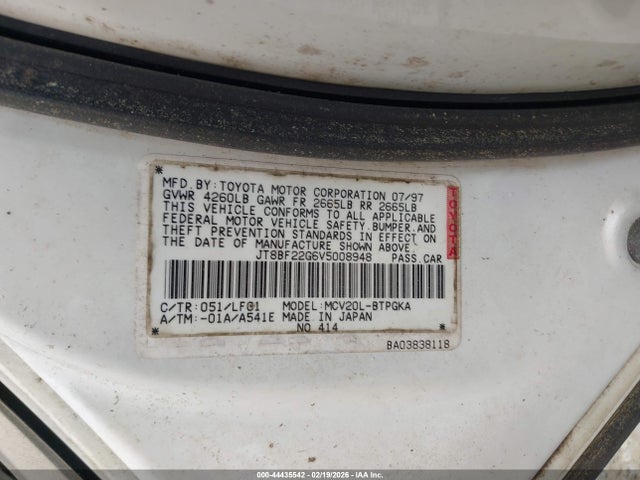 MFD.BY:TOYOTA MOTOR CORPORATION 07/97
GVWR 4260LB GAWR FR 2665LB RR 2665LB
THIS VEHICLE CONFORMS TO ALL APPLICABLE
FEDERAL MOTOR VEHICLE SAFETY,BUMPER,AND
THEFT PREVENTION STANDARDS IN EFFECT ON
THE DATE OF MANUFACTURE SHOWN ABOVE.
JT8BF22G6V5008948 PASS.CAR
TOYOTA
C/TR:051/LF01 MODEL:MCV20L-BTPGKA
A/TM:-01A/A541E MADE IN JAPAN
NO.414
BA03838118
000-44435542 - 02/19/2026 - IAAI.COM